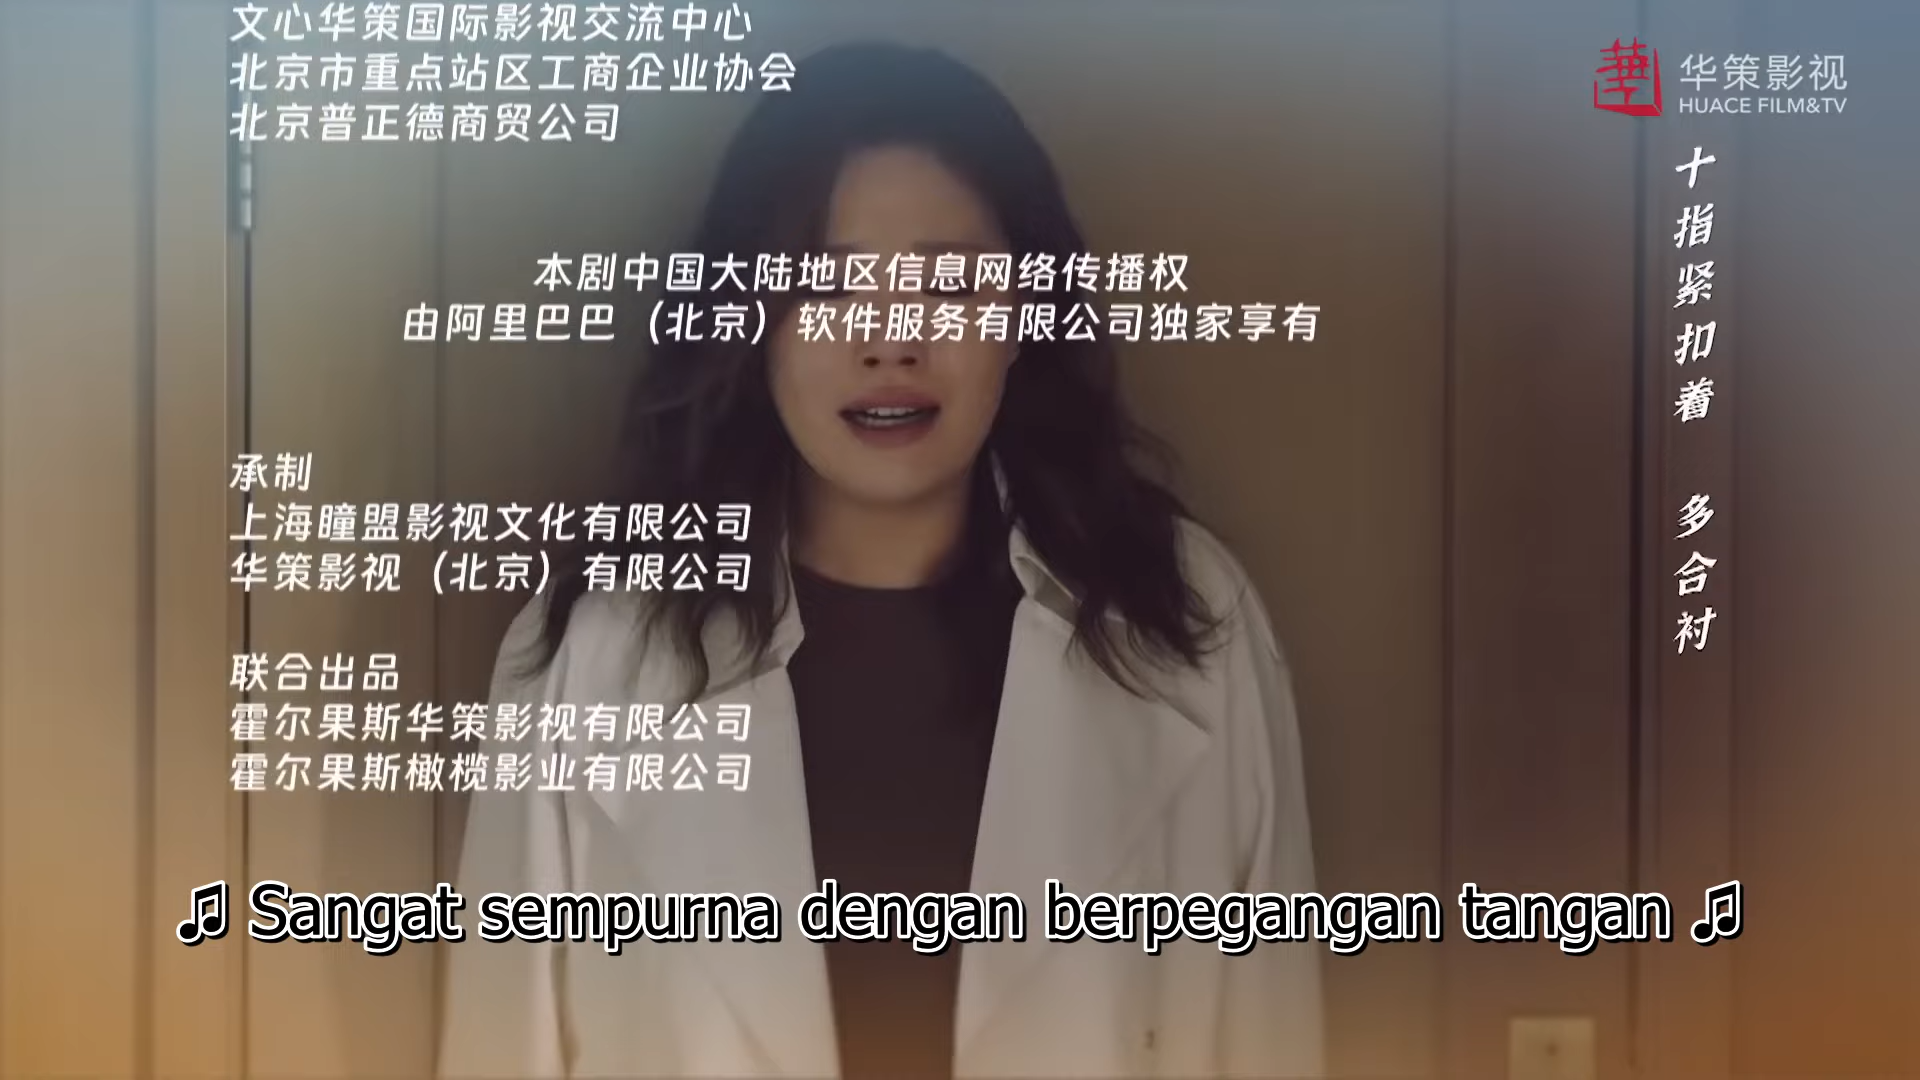 文心华策国际影视交流中心
北京市重点站区工商企业协会
北京普正德商贸公司
华策影视
HUACE FILM&TV
十指紧扣着 多合衬
本剧中国大陆地区信息网络传播权
由阿里巴巴（北京）软件服务有限公司独家享有
承制
上海瞳盟影视文化有限公司
华策影视（北京）有限公司
联合出品
霍尔果斯华策影视有限公司
霍尔果斯橄榄影业有限公司
♫ Sangat sempurna dengan berpegangan tangan ♫